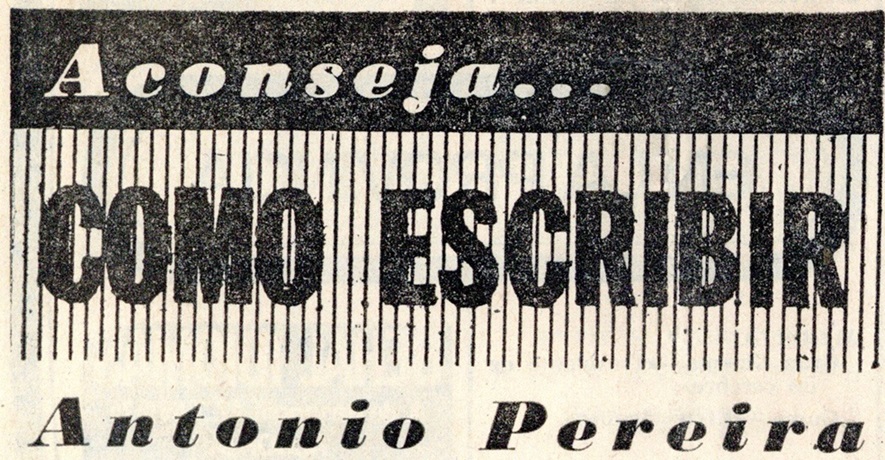 Aconseja...
COMO ESCRIBIR
Antonio Pereira